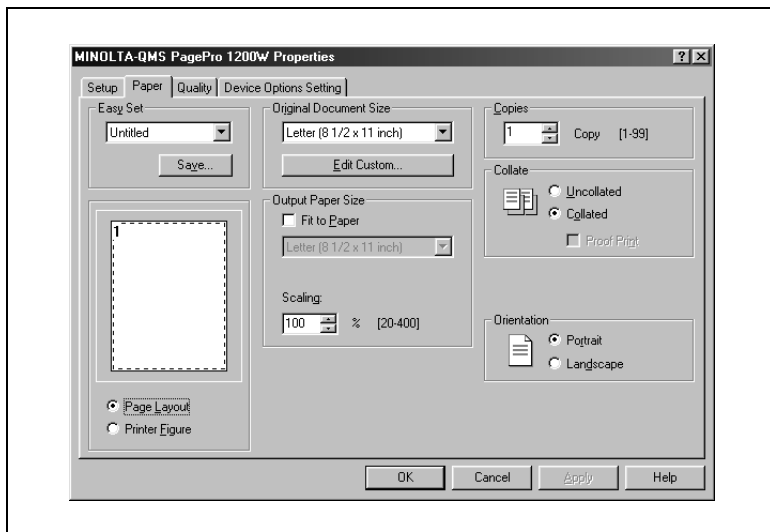 MINOLTA-QMS PagePro 1200W Properties
Setup Paper Quality Device Options Setting
Easy Set
Untitled
Save...
1
Page Layout
Printer Figure
Original Document Size
Letter (8 1/2 x 11 inch)
Edit Custom...
Output Paper Size
Fit to Paper
Letter (8 1/2 x 11 inch)
Scaling:
100 % [20-400]
Copies
1 Copy [1-99]
Collate
Uncollated
Collated
Proof Print
Orientation
Portrait
Landscape
OK Cancel Apply Help